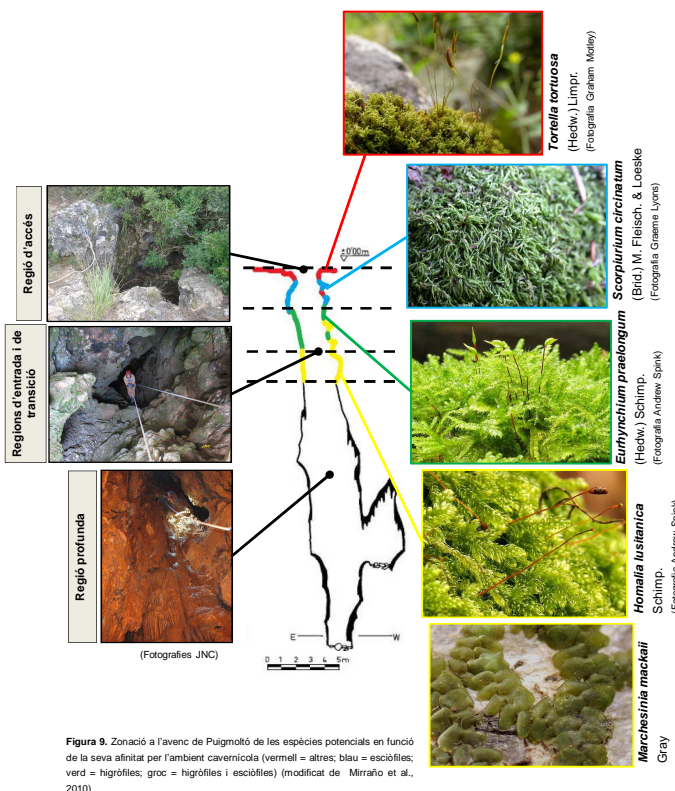 Tortella tortuosa
(Hedw.) Limpr.
(Fotografia Graham Motley)
Regió d'accés
±0'00m
Scorpiurium circinatum
(Brid.) M. Fleisch. & Loeske
(Fotografia Graeme Lyons)
Regions d'entrada i de
transició
Eurhynchium praelongum
(Hedw.) Schimp.
(Fotografia Andrew Spink)
Regió profunda
Homalia lusitanica
Schimp.
(Fotografia Andrew Spink)
E W
0 1 2 3 4 5m
(Fotografies JNC)
Marchesinia mackaii
Gray
Figura 9. Zonació a l'avenc de Puigmoltó de les espècies potencials en funció
de la seva afinitat per l'ambient cavernícola (vermell = altres; blau = esciòfiles;
verd = higròfiles; groc = higròfiles i esciòfiles) (modificat de Mirraño et al.,
2010)